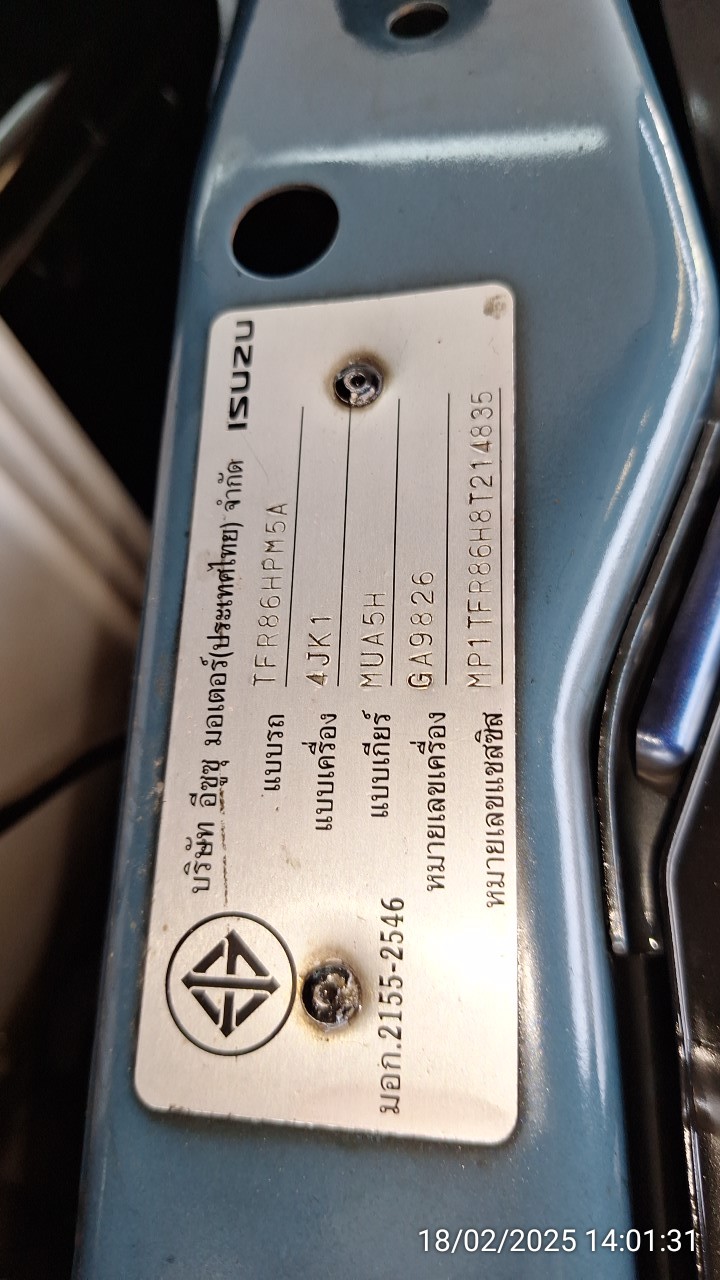 บริษัท อีซูซุ มอเตอร์(ประเทศไทย) จำกัด ISUZU
แบบรถ TFR86HPM5A
แบบเครื่อง 4JK1
แบบเกียร์ MUA5H
หมายเลขเครื่อง GA9826
หมายเลขแชสซิส MP1TFR86H8T214835
มอก.2155-2546
18/02/2025 14:01:31